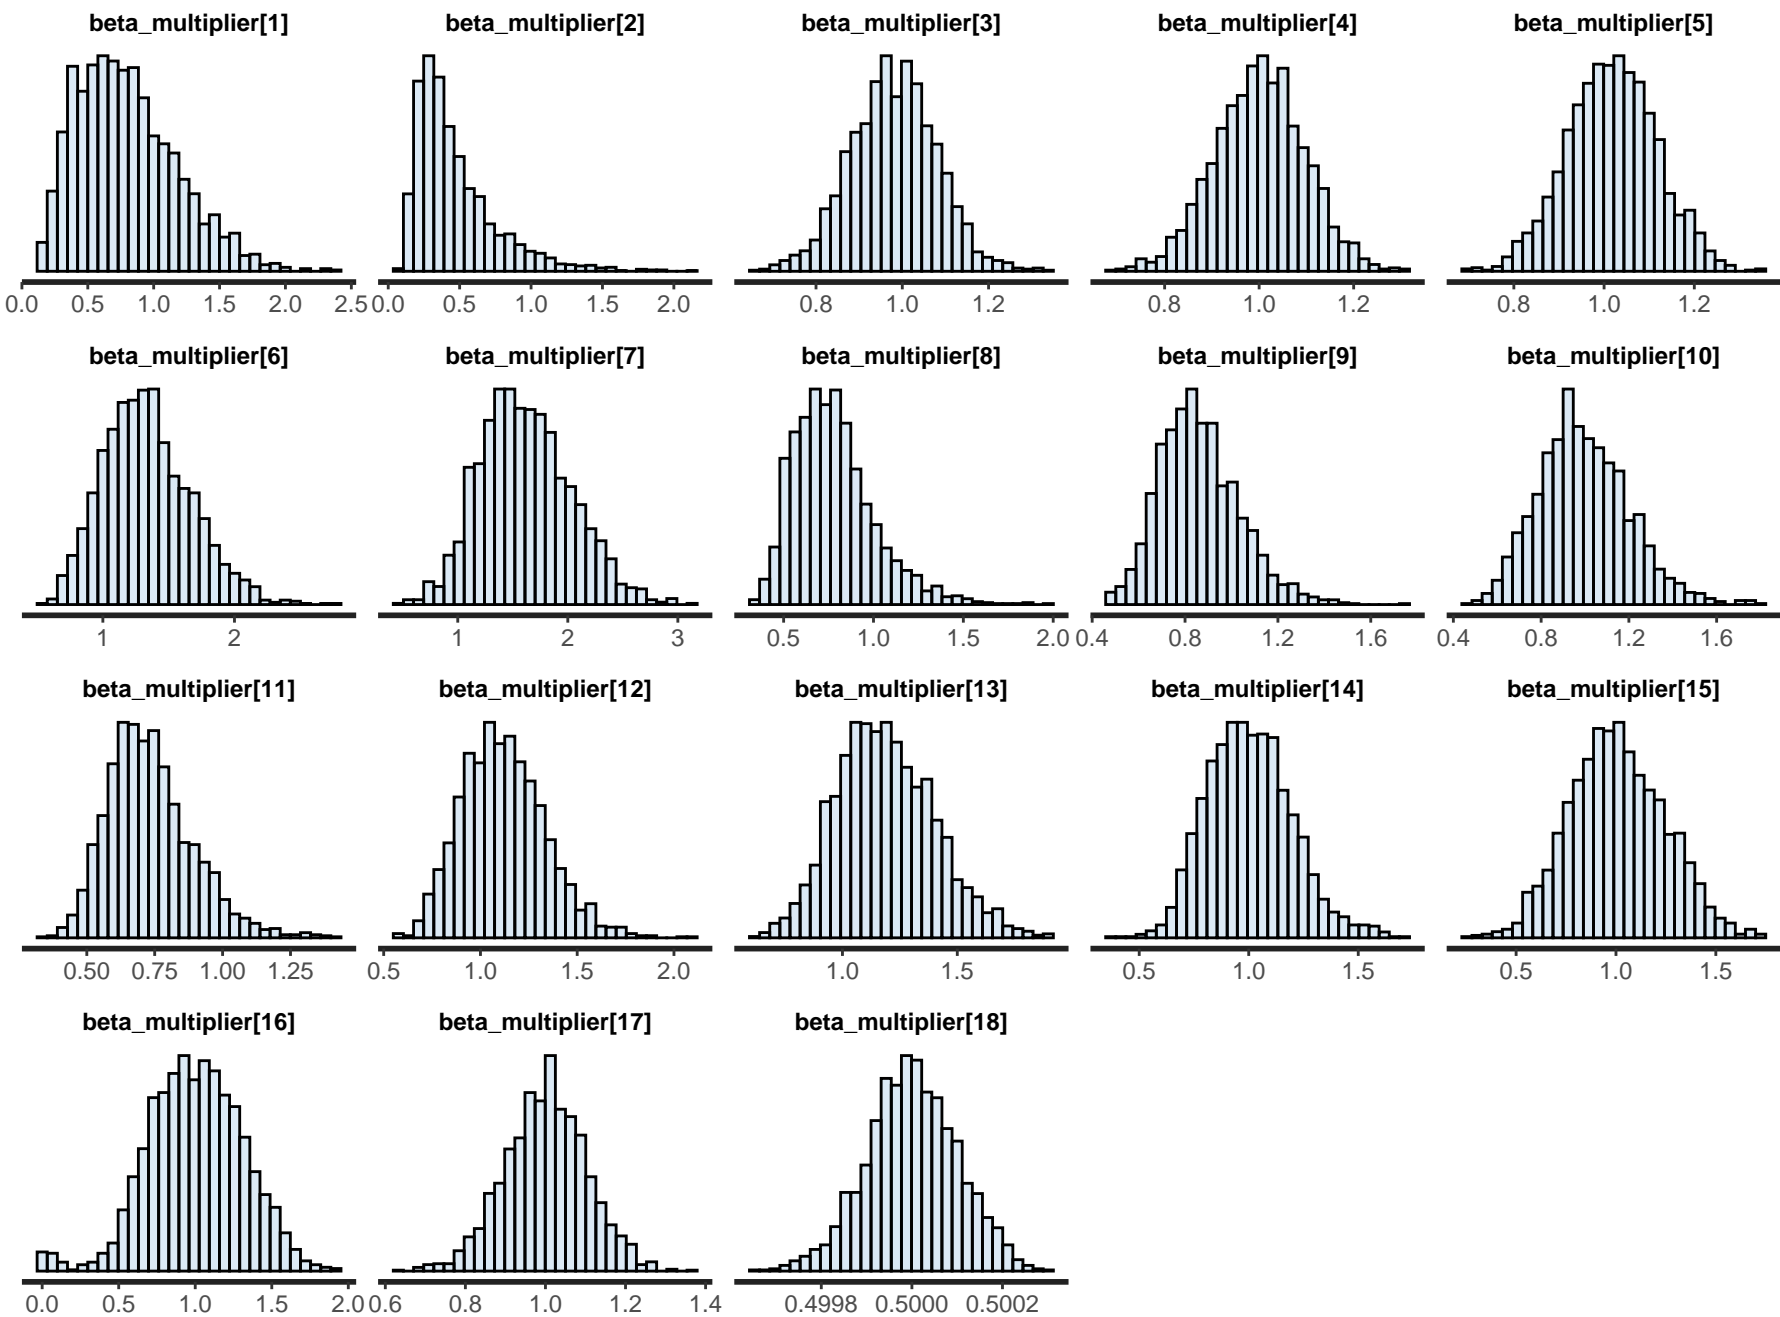 beta_multiplier[1] beta_multiplier[2] beta_multiplier[3] beta_multiplier[4] beta_multiplier[5]
0.0 0.5 1.0 1.5 2.0 2.5 0.0 0.5 1.0 1.5 2.0 0.8 1.0 1.2 0.8 1.0 1.2 0.8 1.0 1.2
beta_multiplier[6] beta_multiplier[7] beta_multiplier[8] beta_multiplier[9] beta_multiplier[10]
1 2 1 2 3 0.5 1.0 1.5 2.0 0.4 0.8 1.2 1.6 0.4 0.8 1.2 1.6
beta_multiplier[11] beta_multiplier[12] beta_multiplier[13] beta_multiplier[14] beta_multiplier[15]
0.50 0.75 1.00 1.25 0.5 1.0 1.5 2.0 1.0 1.5 0.5 1.0 1.5 0.5 1.0 1.5
beta_multiplier[16] beta_multiplier[17] beta_multiplier[18]
0.0 0.5 1.0 1.5 2.0 0.6 0.8 1.0 1.2 1.4 0.4998 0.5000 0.5002